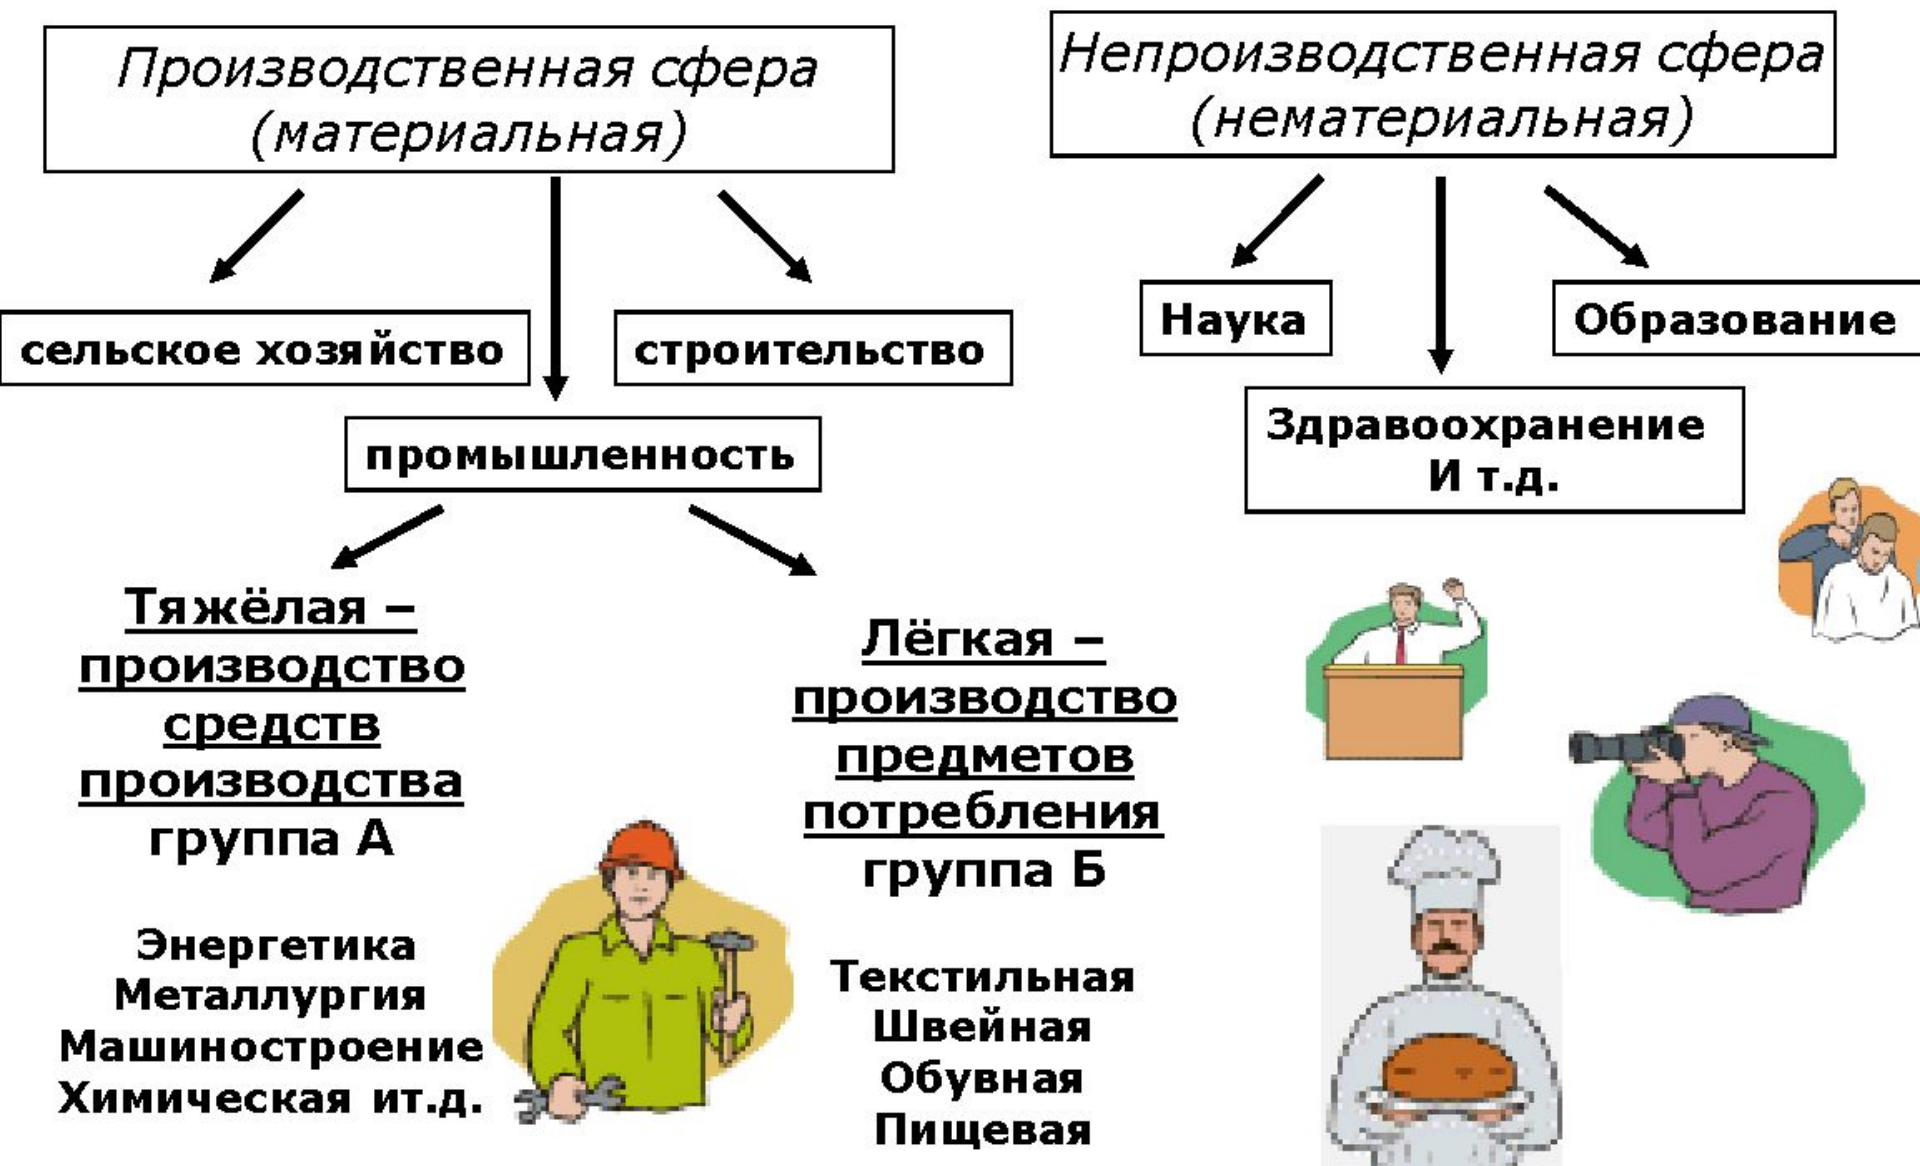 Производственная сфера
(материальная)
Непроизводственная сфера
(нематериальная)
сельское хозяйство
строительство
промышленность
Наука
Образование
Здравоохранение
И т.д.
Тяжёлая –
производство
средств
производства
группа А
Энергетика
Металлургия
Машиностроение
Химическая ит.д.
Лёгкая –
производство
предметов
потребления
группа Б
Текстильная
Швейная
Обувная
Пищевая